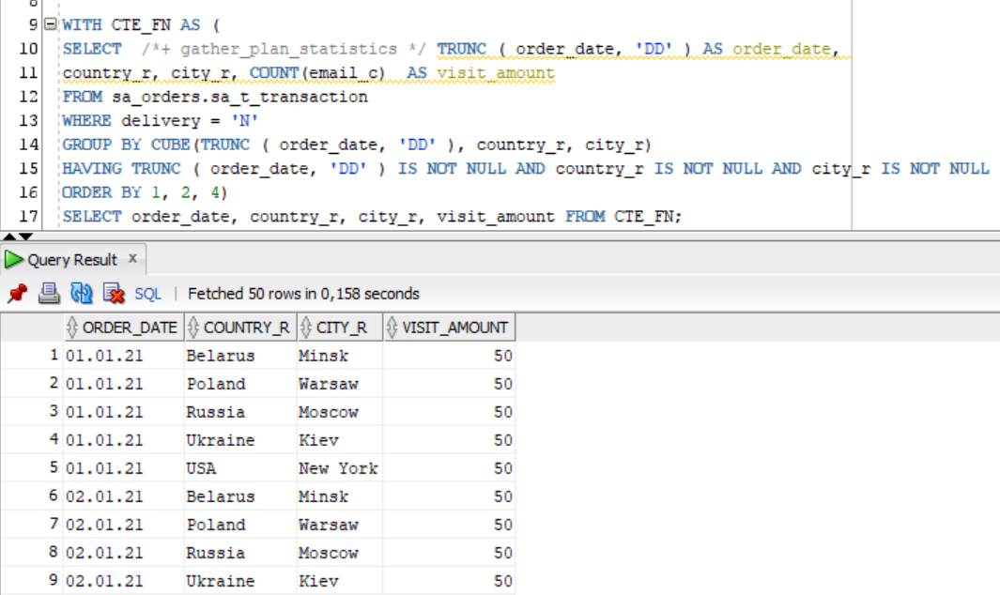 8
9 WITH CTE_FN AS (
10 SELECT /*+ gather_plan_statistics */ TRUNC ( order_date, 'DD' ) AS order_date,
11 country_r, city_r, COUNT(email_c) AS visit_amount
12 FROM sa_orders.sa_t_transaction
13 WHERE delivery = 'N'
14 GROUP BY CUBE(TRUNC ( order_date, 'DD' ), country_r, city_r)
15 HAVING TRUNC ( order_date, 'DD' ) IS NOT NULL AND country_r IS NOT NULL AND city_r IS NOT NULL
16 ORDER BY 1, 2, 4)
17 SELECT order_date, country_r, city_r, visit_amount FROM CTE_FN;
Query Result x
SQL | Fetched 50 rows in 0,158 seconds
ORDER_DATE COUNTRY_R CITY_R VISIT_AMOUNT
1 01.01.21 Belarus Minsk 50
2 01.01.21 Poland Warsaw 50
3 01.01.21 Russia Moscow 50
4 01.01.21 Ukraine Kiev 50
5 01.01.21 USA New York 50
6 02.01.21 Belarus Minsk 50
7 02.01.21 Poland Warsaw 50
8 02.01.21 Russia Moscow 50
9 02.01.21 Ukraine Kiev 50